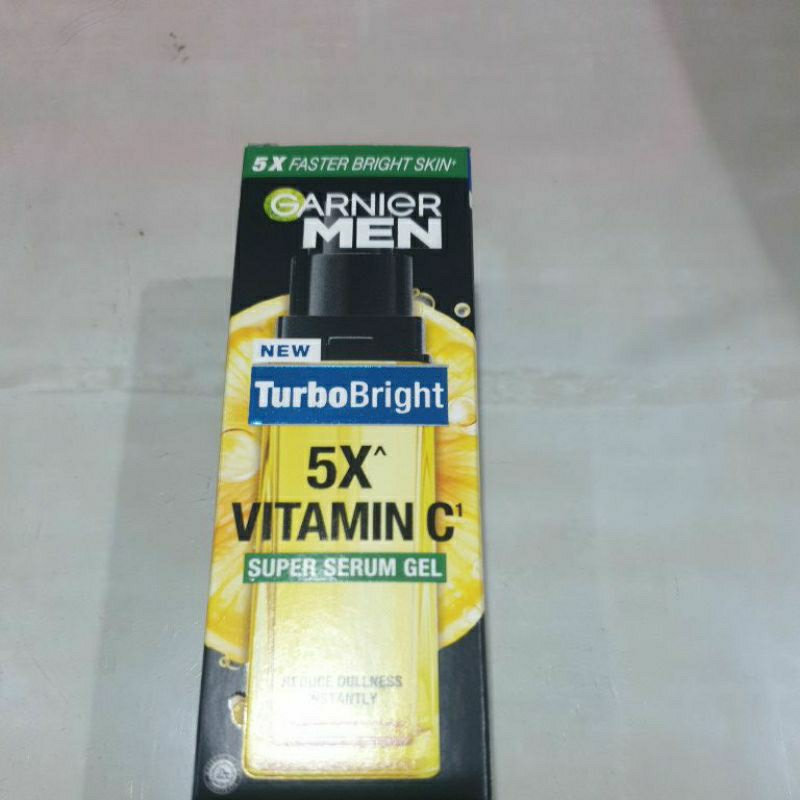 5X FASTER BRIGHT SKIN+
GARNIER
MEN
NEW
TurboBright
5X^
VITAMIN C¹
SUPER SERUM GEL
REDUCE DULLNESS
INSTANTLY